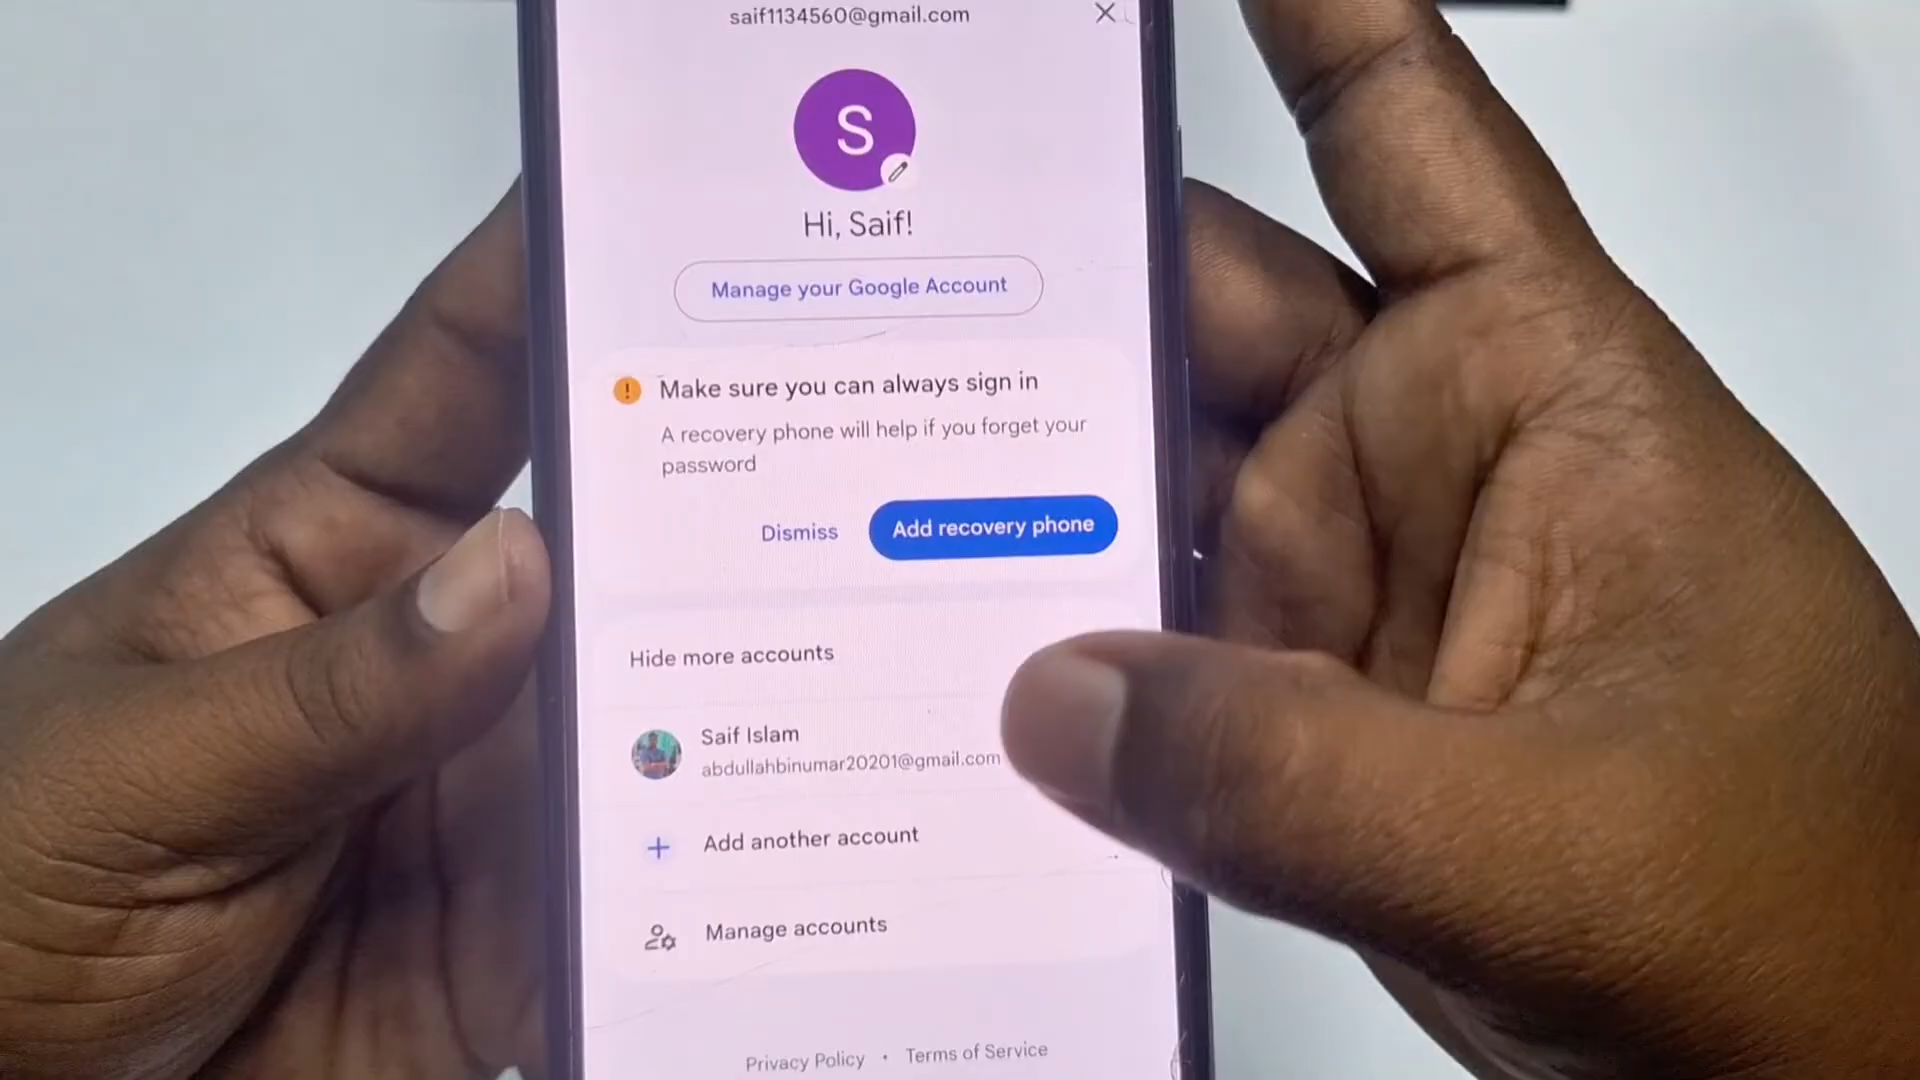 saif1134560@gmail.com
S
Hi, Saif!
Manage your Google Account
! Make sure you can always sign in
A recovery phone will help if you forget your
password
Dismiss Add recovery phone
Hide more accounts
Saif Islam
abdullahbinumar20201@gmail.com
+ Add another account
Manage accounts
Privacy Policy • Terms of Service